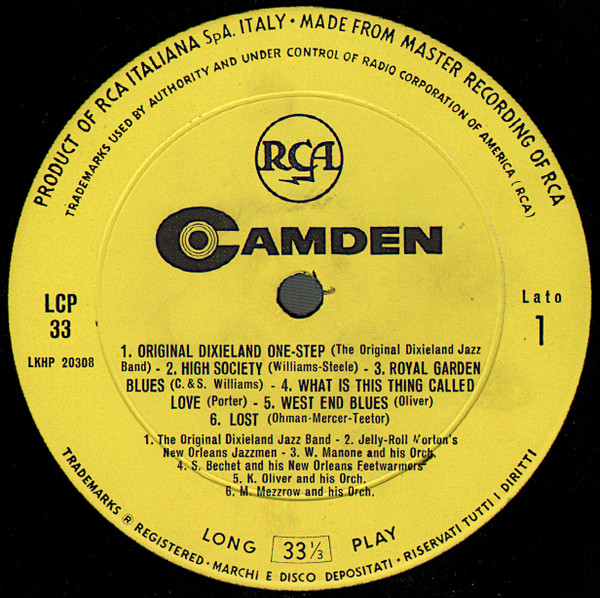 PRODUCT OF RCA ITALIANA SpA. ITALY • MADE FROM MASTER RECORDING OF RCA
TRADEMARKS USED BY AUTHORITY AND UNDER CONTROL OF RADIO CORPORATION OF AMERICA (RCA)
RCA
CAMDEN
LCP
33
LKHP 20308
Lato
1
1. ORIGINAL DIXIELAND ONE-STEP (The Original Dixieland Jazz
Band) - 2. HIGH SOCIETY (Williams-Steele) - 3. ROYAL GARDEN
BLUES (C. & S. Williams) - 4. WHAT IS THIS THING CALLED
LOVE (Porter) - 5. WEST END BLUES (Oliver)
6. LOST (Ohman-Mercer-Teetor)
1. The Original Dixieland Jazz Band - 2. Jelly-Roll Morton's
New Orleans Jazzmen - 3. W. Manone and his Orch.
4. S. Bechet and his New Orleans Feetwarmers
5. K. Oliver and his Orch.
6. M. Mezzrow and his Orch.
LONG 33 1/3 PLAY
TRADEMARKS ® REGISTERED • MARCHI E DISCO DEPOSITATI • RISERVATI TUTTI I DIRITTI